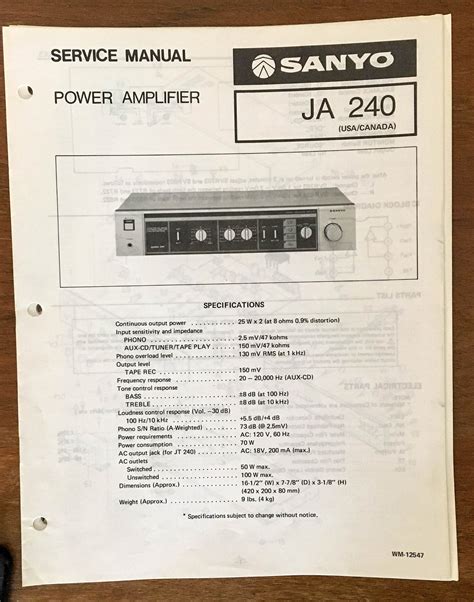 SERVICE MANUAL
SANYO
POWER AMPLIFIER
JA 240
(USA/CANADA)
SANYO
SPECIFICATIONS
Continuous output power . . . . . . . . . . 25 W x 2 (at 8 ohms 0.9% distortion)
Input sensitivity and impedance
PHONO . . . . . . . . . . 2.5 mV/47 kohms
AUX-CD/TUNER/TAPE PLAY . . . . . . . . . . 150 mV/47 kohms
Phono overload level . . . . . . . . . . 130 mV RMS (at 1 kHz)
Output level
TAPE REC . . . . . . . . . . 150 mV
Frequency response . . . . . . . . . . 20 – 20,000 Hz (AUX-CD)
Tone control response
BASS . . . . . . . . . . ±8 dB (at 100 Hz)
TREBLE . . . . . . . . . . ±8 dB (at 10 kHz)
Loudness control response (Vol. –30 dB)
100 Hz/10 kHz . . . . . . . . . . +5.5 dB/+4 dB
Phono S/N Ratio (A-Weighted) . . . . . . . . . . 73 dB (@ 2.5mV)
Power requirements . . . . . . . . . . AC: 120 V, 60 Hz
Power consumption . . . . . . . . . . 70 W
AC output jack (for JT 240) . . . . . . . . . . AC: 18V, 200 mA (max.)
AC outlets
Switched . . . . . . . . . . 50 W max.
Unswitched . . . . . . . . . . 100 W max.
Dimensions (Approx.) . . . . . . . . . . 16-1/2" (W) x 7-7/8" (D) x 3-1/8" (H)
(420 x 200 x 80 mm)
Weight (Approx.) . . . . . . . . . . 9 lbs. (4 kg)
* Specifications subject to change without notice.
WM-12547